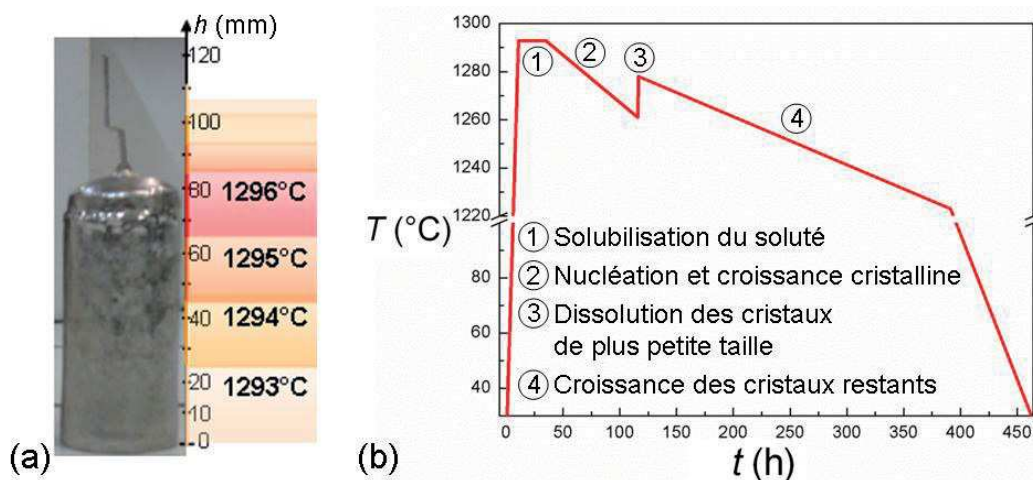 (a)
h (mm)
120
100
80 1296°C
60 1295°C
40 1294°C
20 1293°C
10
0
(b)
1300
1280
1260
1240
1220
T (°C)
80
60
40
① ② ③ ④
① Solubilisation du soluté
② Nucléation et croissance cristalline
③ Dissolution des cristaux
de plus petite taille
④ Croissance des cristaux restants
0 50 100 150 200 250 300 350 400 450
t (h)